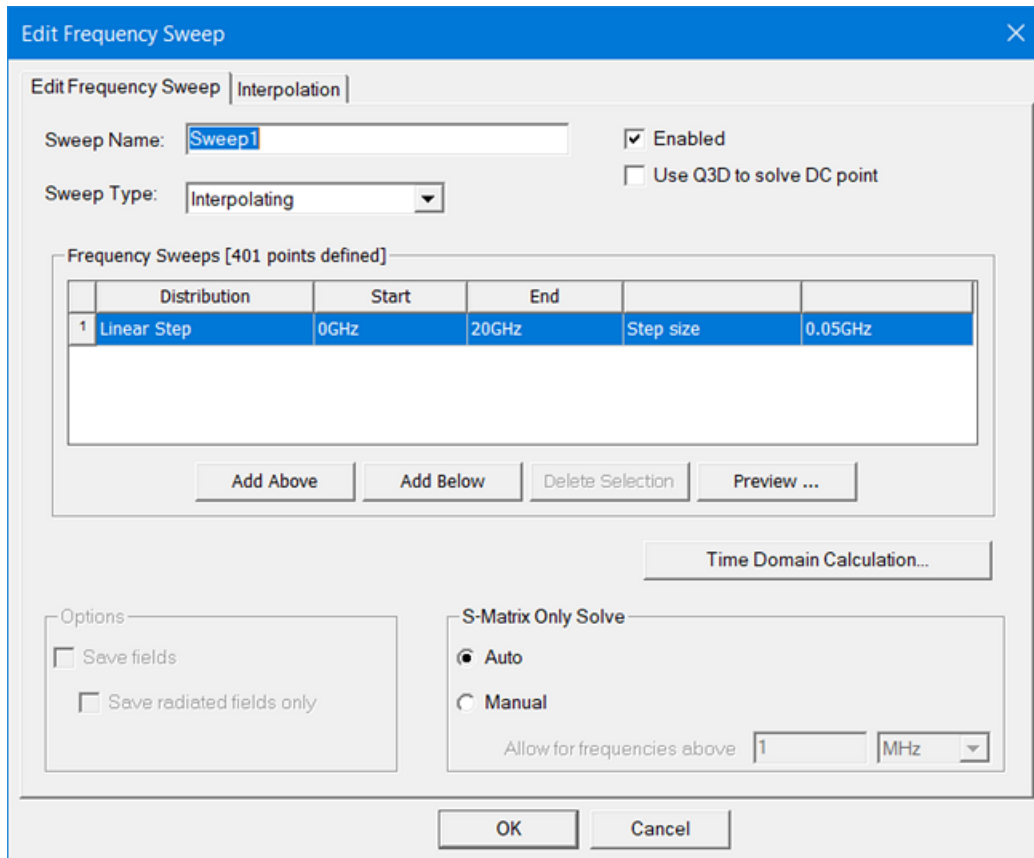 Edit Frequency Sweep
Edit Frequency Sweep Interpolation
Sweep Name: Sweep1 Enabled
Use Q3D to solve DC point
Sweep Type: Interpolating
Frequency Sweeps [401 points defined]
Distribution Start End
1 Linear Step 0GHz 20GHz Step size 0.05GHz
Add Above Add Below Delete Selection Preview ...
Time Domain Calculation...
Options S-Matrix Only Solve
Save fields Auto
Save radiated fields only Manual
Allow for frequencies above 1 MHz
OK Cancel